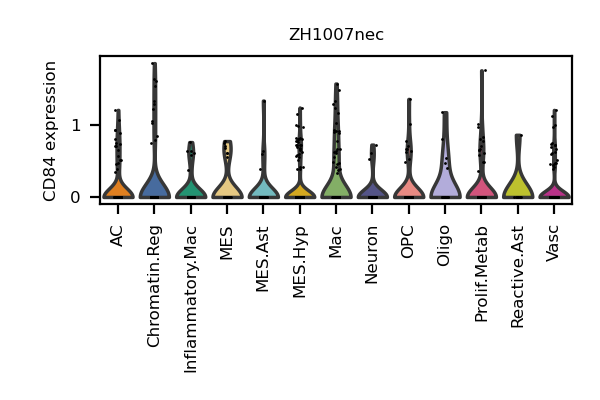 ZH1007nec
CD84 expression
1
0
AC
Chromatin.Reg
Inflammatory.Mac
MES
MES.Ast
MES.Hyp
Mac
Neuron
OPC
Oligo
Prolif.Metab
Reactive.Ast
Vasc